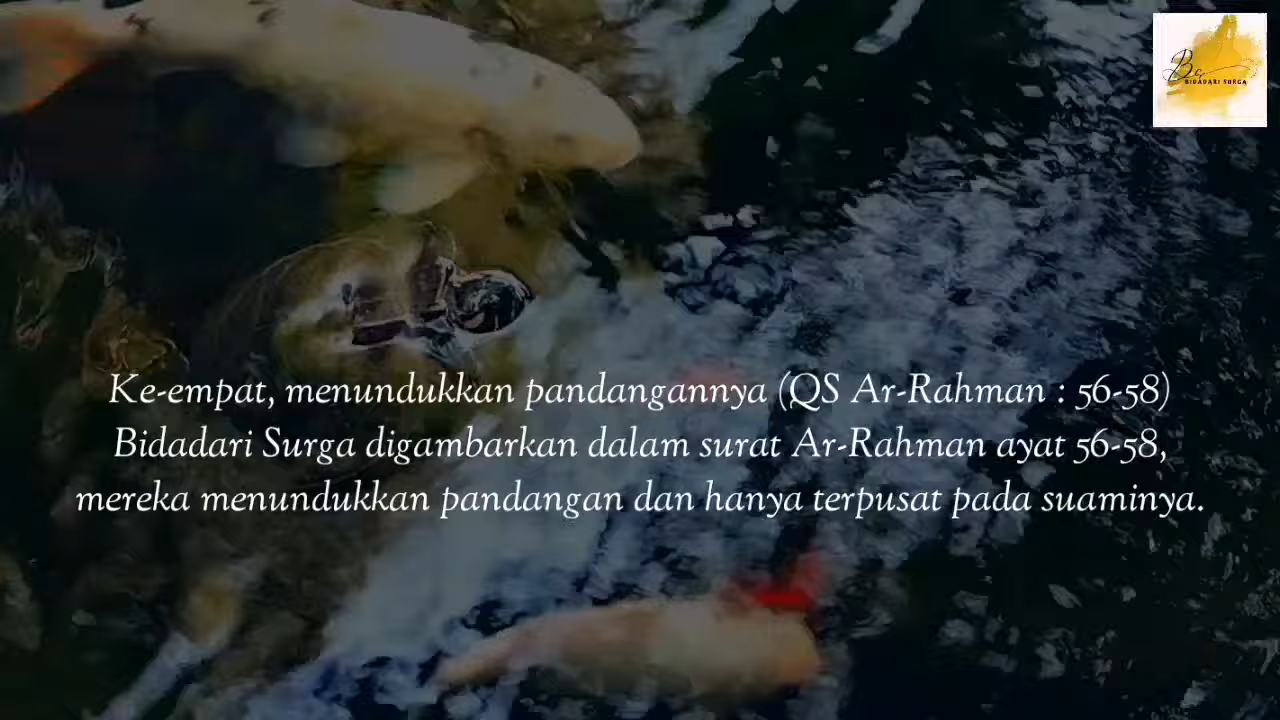 Bs
BIDADARI SURGA
Ke-empat, menundukkan pandangannya (QS Ar-Rahman : 56-58)
Bidadari Surga digambarkan dalam surat Ar-Rahman ayat 56-58,
mereka menundukkan pandangan dan hanya terpusat pada suaminya.